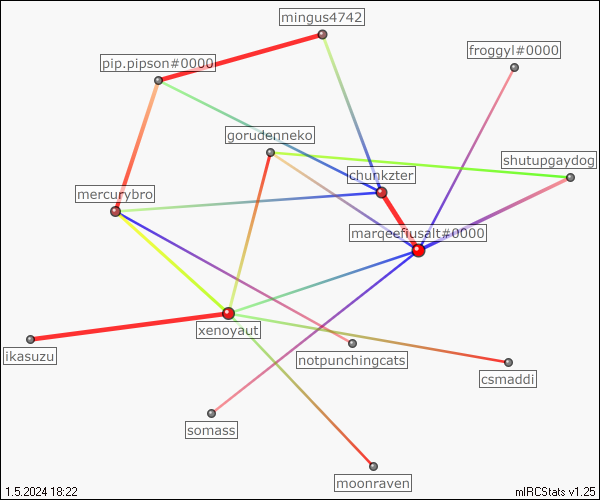 mingus4742
froggyl#0000
pip.pipson#0000
gorudenneko
shutupgaydog
chunkzter
mercurybro
marqeefiusalt#0000
xenoyaut
ikasuzu
notpunchingcats
csmaddi
somass
moonraven
1.5.2024 18:22
mIRCStats v1.25